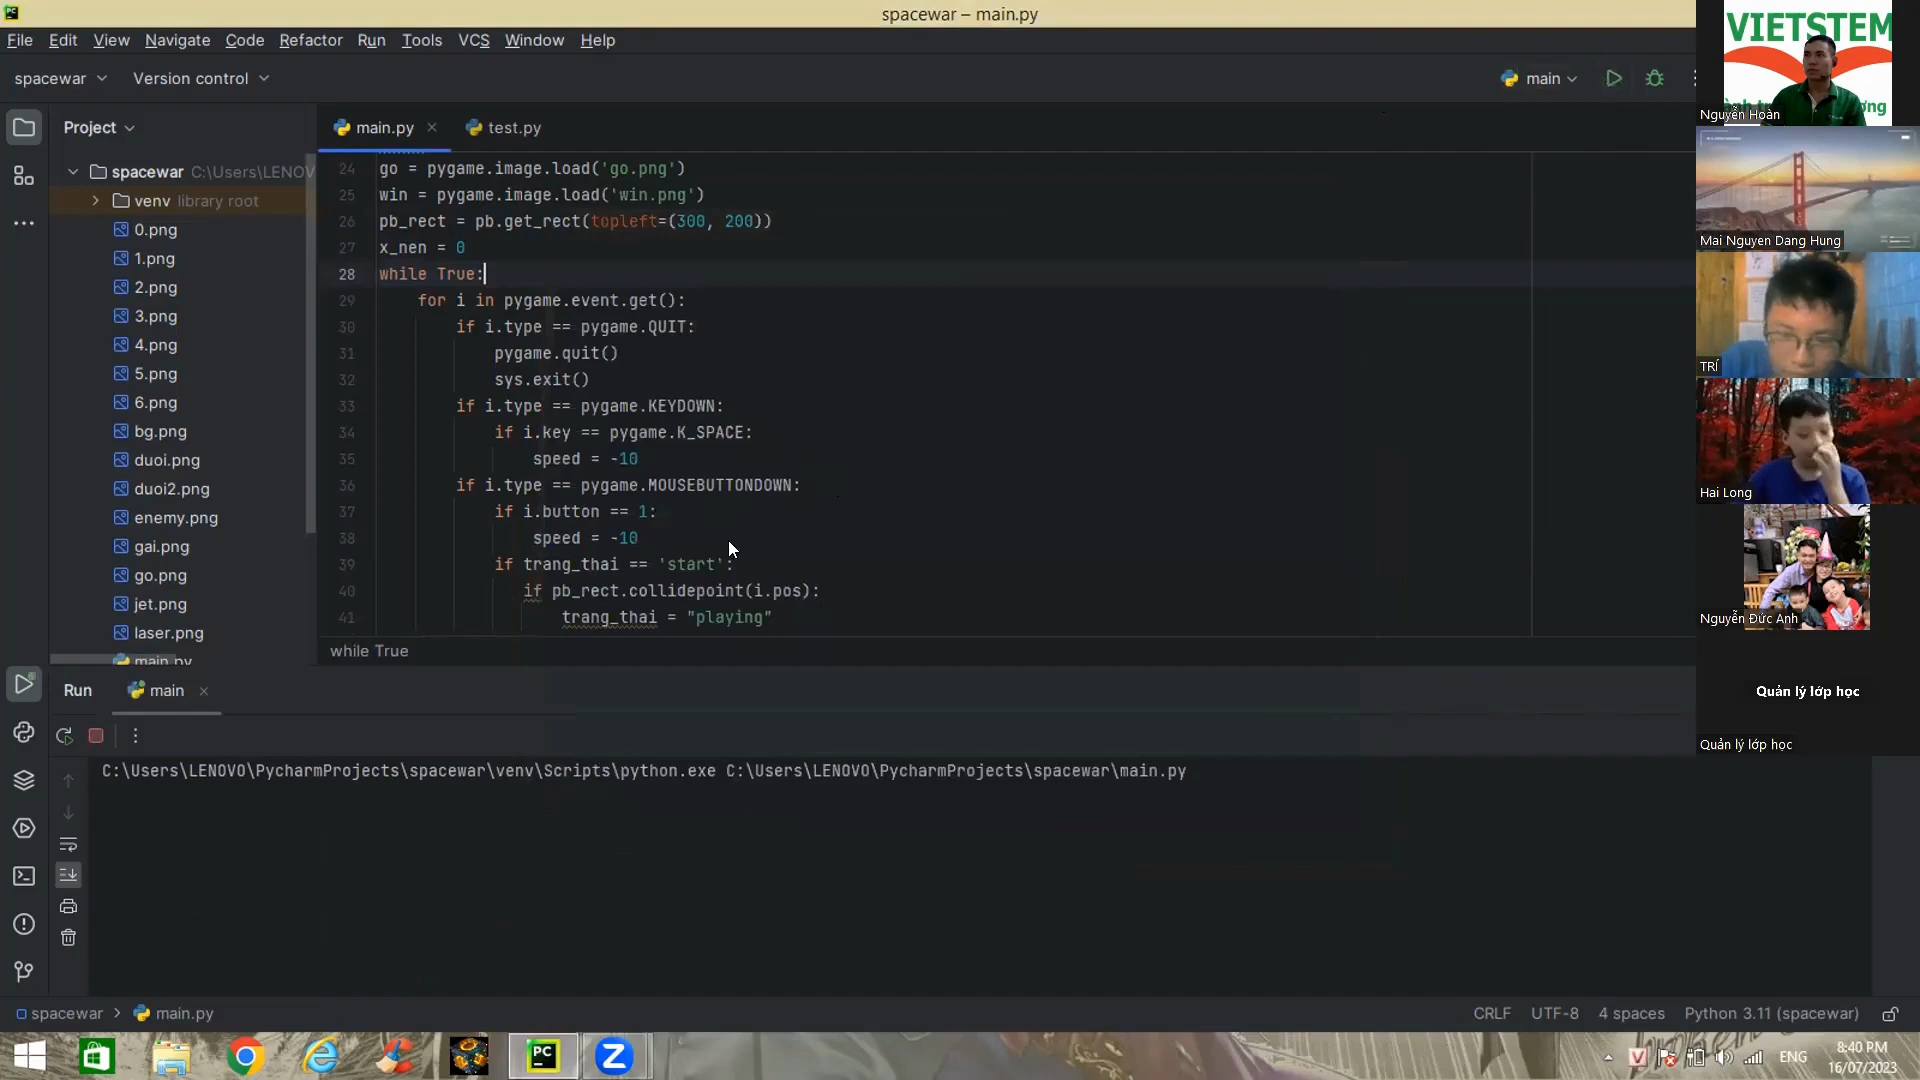 spacewar – main.py
VIETSTEM
File Edit View Navigate Code Refactor Run Tools VCS Window Help
spacewar Version control main
Nguyễn Hoàn
Project main.py test.py
spacewar C:\Users\LENOV
venv library root
0.png
1.png
2.png
3.png
4.png
5.png
6.png
bg.png
duoi.png
duoi2.png
enemy.png
gai.png
go.png
jet.png
laser.png
main.py
24 go = pygame.image.load('go.png')
25 win = pygame.image.load('win.png')
26 pb_rect = pb.get_rect(topleft=(300, 200))
27 x_nen = 0
28 while True:
29 for i in pygame.event.get():
30 if i.type == pygame.QUIT:
31 pygame.quit()
32 sys.exit()
33 if i.type == pygame.KEYDOWN:
34 if i.key == pygame.K_SPACE:
35 speed = -10
36 if i.type == pygame.MOUSEBUTTONDOWN:
37 if i.button == 1:
38 speed = -10
39 if trang_thai == 'start':
40 if pb_rect.collidepoint(i.pos):
41 trang_thai = "playing"
while True
Mai Nguyen Dang Hung
TRÍ
Hai Long
Nguyễn Đức Anh
Quản lý lớp học
Quản lý lớp học
Run main
C:\Users\LENOVO\PycharmProjects\spacewar\venv\Scripts\python.exe C:\Users\LENOVO\PycharmProjects\spacewar\main.py
spacewar > main.py CRLF UTF-8 4 spaces Python 3.11 (spacewar)
PC Z V ENG 8:40 PM
16/07/2023